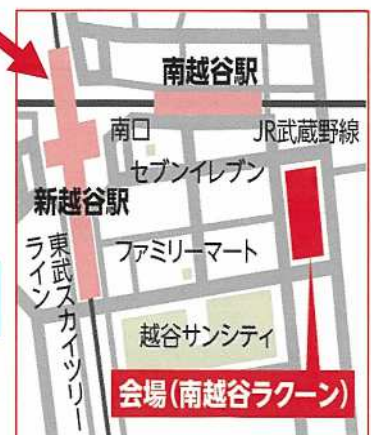 南越谷駅
南口
JR武蔵野線
セブンイレブン
新越谷駅
東武スカイツリー
ライン
ファミリーマート
越谷サンシティ
会場(南越谷ラクーン)